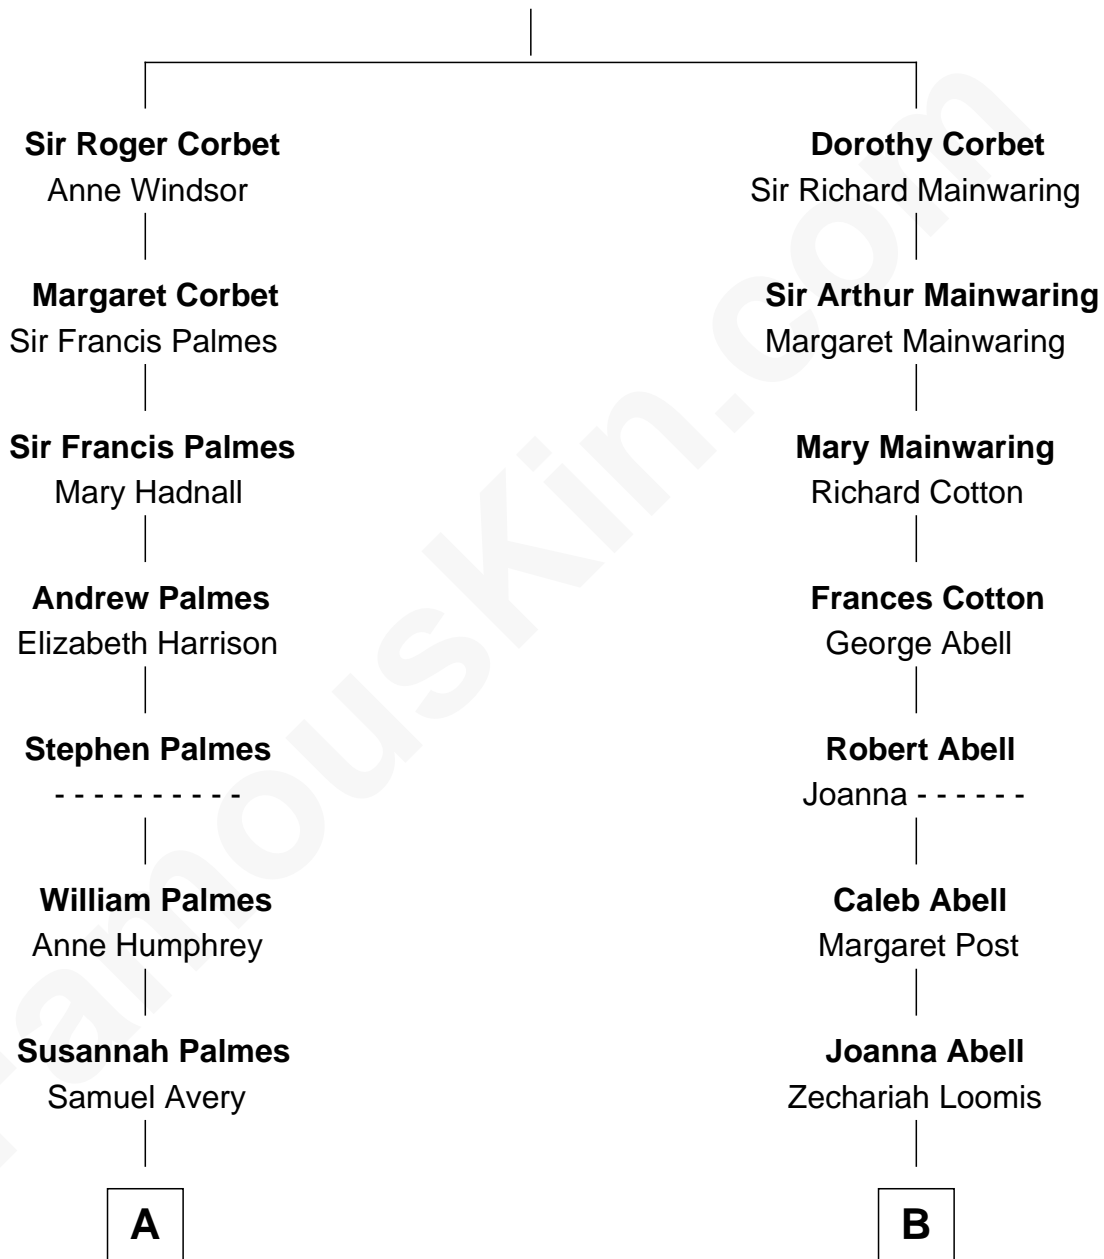 Sir Roger Corbet
Anne Windsor
Margaret Corbet
Sir Francis Palmes
Sir Francis Palmes
Mary Hadnall
Andrew Palmes
Elizabeth Harrison
Stephen Palmes
- - - - - - - - - -
William Palmes
Anne Humphrey
Susannah Palmes
Samuel Avery
A
Dorothy Corbet
Sir Richard Mainwaring
Sir Arthur Mainwaring
Margaret Mainwaring
Mary Mainwaring
Richard Cotton
Frances Cotton
George Abell
Robert Abell
Joanna - - - - - -
Caleb Abell
Margaret Post
Joanna Abell
Zechariah Loomis
B
FamousKin.com